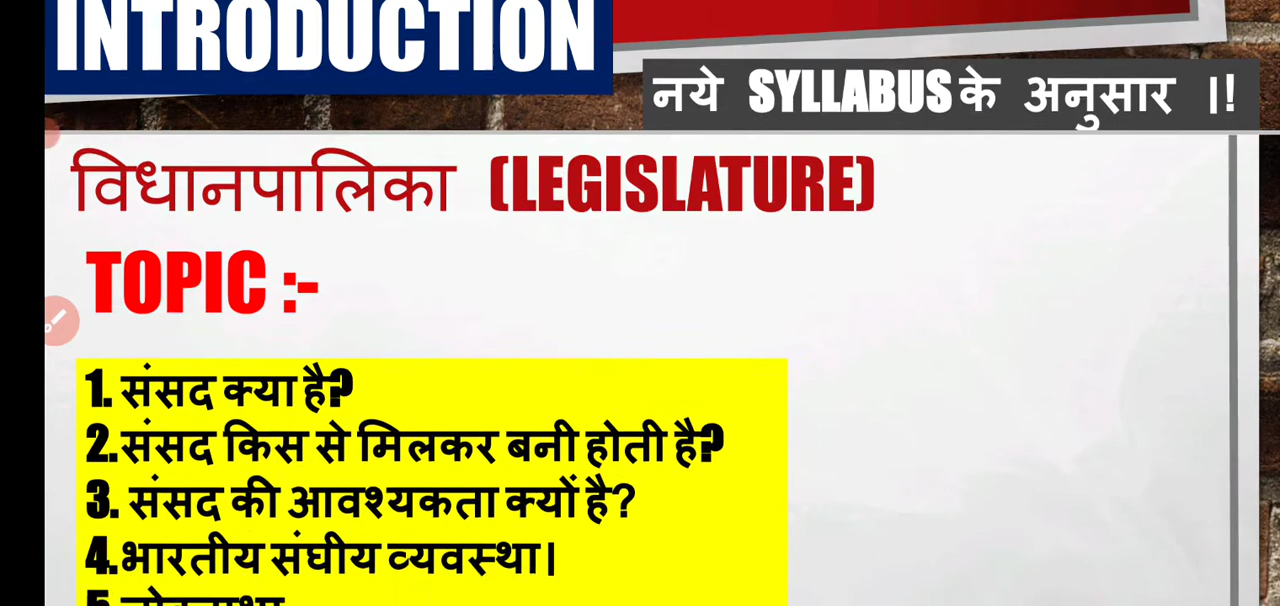 INTRODUCTION
नये SYLLABUS के अनुसार |!
विधानपालिका (LEGISLATURE)
TOPIC :-
1. संसद क्या है?
2.संसद किस से मिलकर बनी होती है?
3. संसद की आवश्यकता क्यों है?
4.भारतीय संघीय व्यवस्था|
5